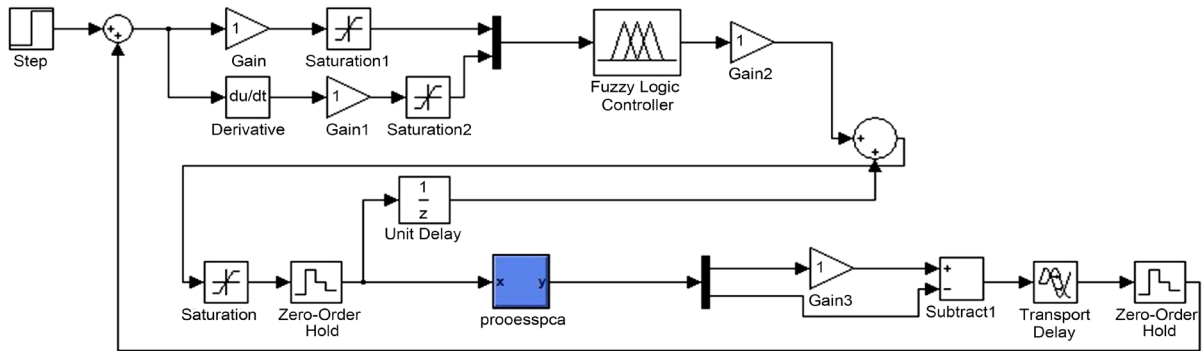 Step
+
+
1
Gain
Saturation1
du/dt
Derivative
1
Gain1
Saturation2
Fuzzy Logic
Controller
1
Gain2
+
+
1
z
Unit Delay
Saturation
Zero-Order
Hold
x
y
prooesspca
1
Gain3
+
−
Subtract1
Transport
Delay
Zero-Order
Hold